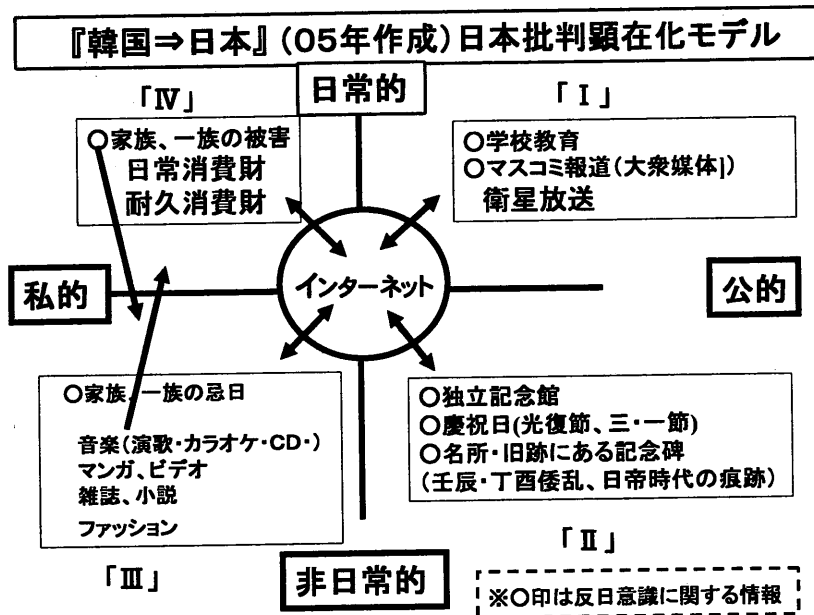 『韓国⇒日本』(05年作成)日本批判顕在化モデル
「Ⅳ」
日常的
「Ⅰ」
○家族、一族の被害
日常消費財
耐久消費財
○学校教育
○マスコミ報道(大衆媒体]）
衛星放送
私的
インターネット
公的
○家族、一族の忌日
音楽(演歌・カラオケ・CD・)
マンガ、ビデオ
雑誌、小説
ファッション
○独立記念館
○慶祝日(光復節、三・一節)
○名所・旧跡にある記念碑
(壬辰・丁酉倭乱、日帝時代の痕跡)
「Ⅲ」
非日常的
「Ⅱ」
※○印は反日意識に関する情報